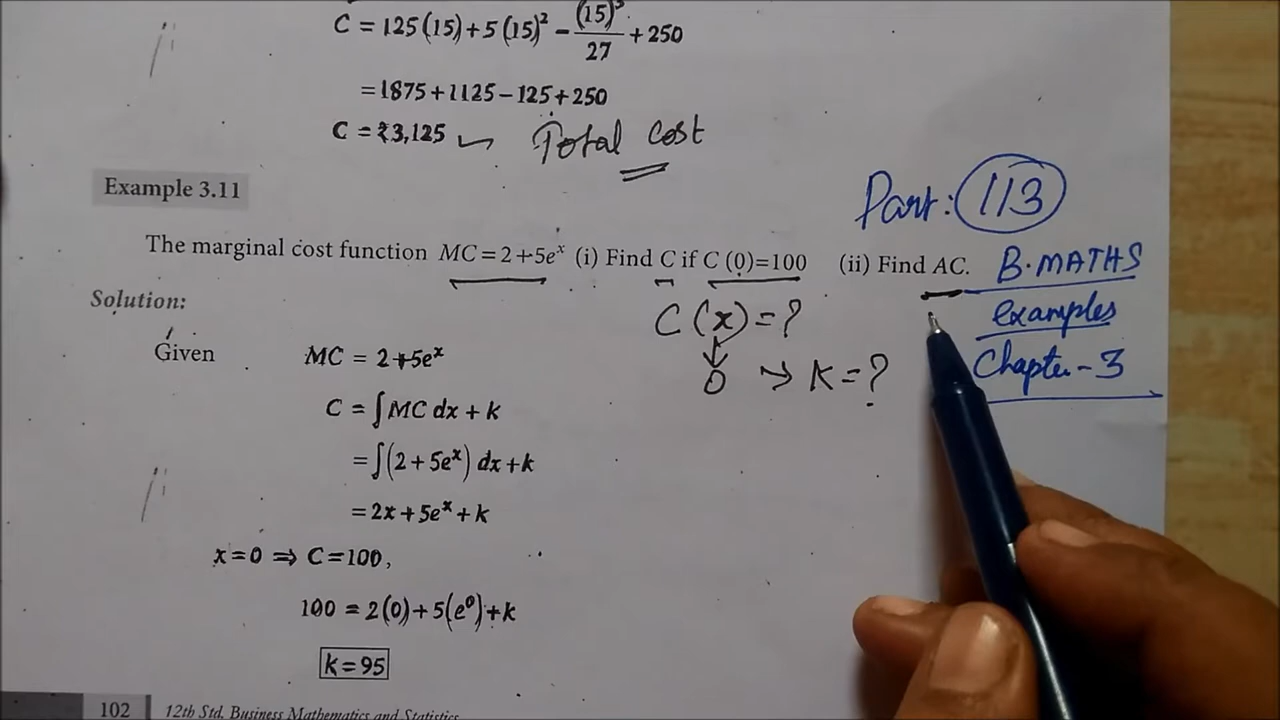 C = 125(15)+5(15)² − (15)³/27 + 250
= 1875+1125−125+250
C = ₹3,125 Total cost
Example 3.11
Part: 113
The marginal cost function MC = 2+5eˣ (i) Find C if C (0)=100 (ii) Find AC.
B.MATHS
Solution:
C (x) = ?
examples
Given MC = 2+5eˣ
0 → K = ?
Chapter-3
C = ∫MC dx + k
= ∫(2+5eˣ) dx+k
= 2x+5eˣ+k
x=0 ⇒ C=100,
100 = 2(0)+5(e⁰)+k
k=95
102 12th Std. Business Mathematics and Statistics